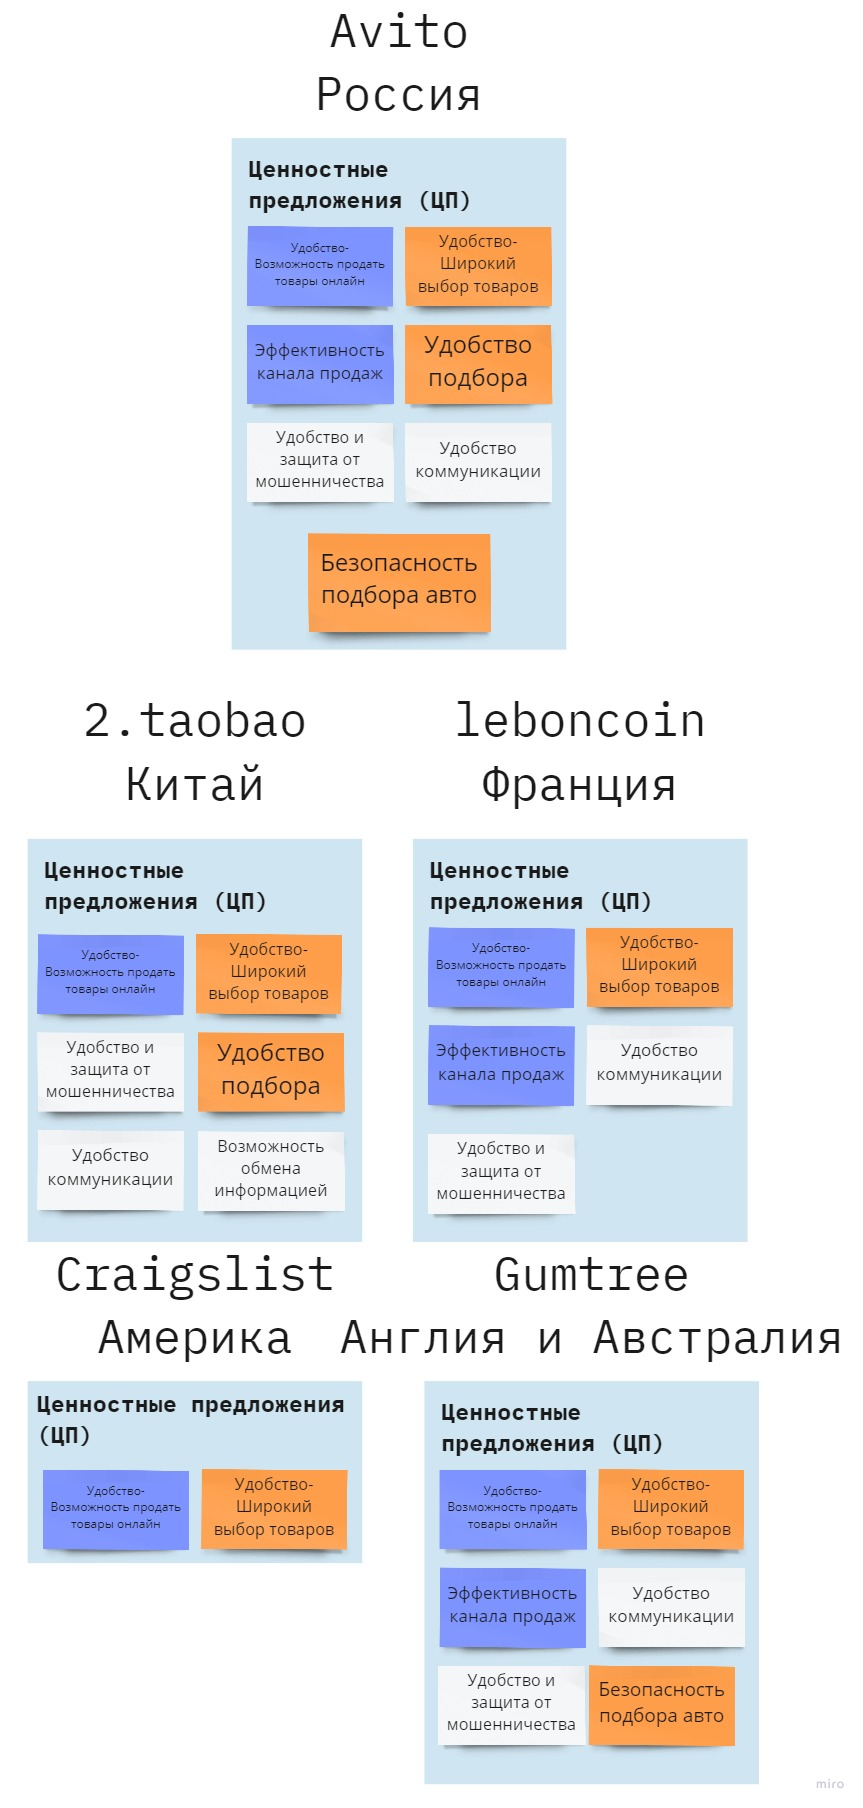 Avito
Россия
Ценностные
предложения (ЦП)
Удобство-
Возможность продать
товары онлайн
Удобство-
Широкий
выбор товаров
Эффективность
канала продаж
Удобство
подбора
Удобство и
защита от
мошенничества
Удобство
коммуникации
Безопасность
подбора авто
2.taobao
Китай
leboncoin
Франция
Ценностные
предложения (ЦП)
Удобство-
Возможность продать
товары онлайн
Удобство-
Широкий
выбор товаров
Удобство и
защита от
мошенничества
Удобство
подбора
Удобство
коммуникации
Возможность
обмена
информацией
Ценностные
предложения (ЦП)
Удобство-
Возможность продать
товары онлайн
Удобство-
Широкий
выбор товаров
Эффективность
канала продаж
Удобство
коммуникации
Удобство и
защита от
мошенничества
Craigslist
Америка
Gumtree
Англия и Австралия
Ценностные предложения
(ЦП)
Удобство-
Возможность продать
товары онлайн
Удобство-
Широкий
выбор товаров
Ценностные
предложения (ЦП)
Удобство-
Возможность продать
товары онлайн
Удобство-
Широкий
выбор товаров
Эффективность
канала продаж
Удобство
коммуникации
Удобство и
защита от
мошенничества
Безопасность
подбора авто
miro